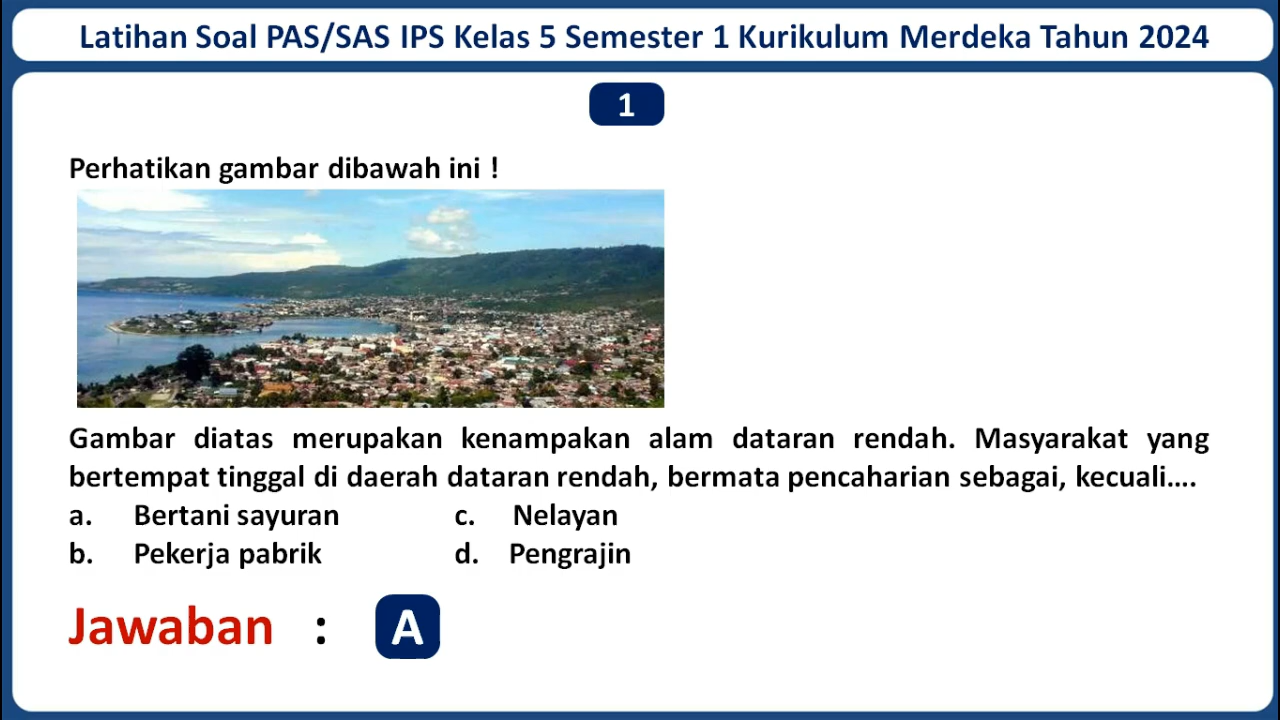 Latihan Soal PAS/SAS IPS Kelas 5 Semester 1 Kurikulum Merdeka Tahun 2024
1
Perhatikan gambar dibawah ini !
Gambar diatas merupakan kenampakan alam dataran rendah. Masyarakat yang
bertempat tinggal di daerah dataran rendah, bermata pencaharian sebagai, kecuali....
a. Bertani sayuran c. Nelayan
b. Pekerja pabrik d. Pengrajin
Jawaban : A